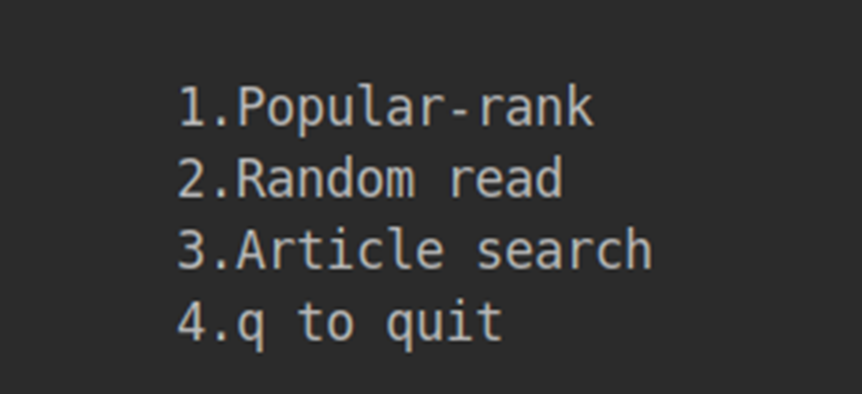 1.Popular-rank
2.Random read
3.Article search
4.q to quit